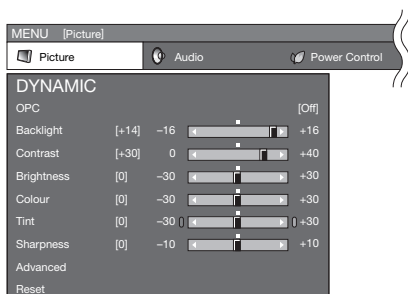 MENU [Picture]
Picture Audio Power Control
DYNAMIC
OPC [Off]
Backlight [+14] −16 +16
Contrast [+30] 0 +40
Brightness [0] −30 +30
Colour [0] −30 +30
Tint [0] −30 +30
Sharpness [0] −10 +10
Advanced
Reset